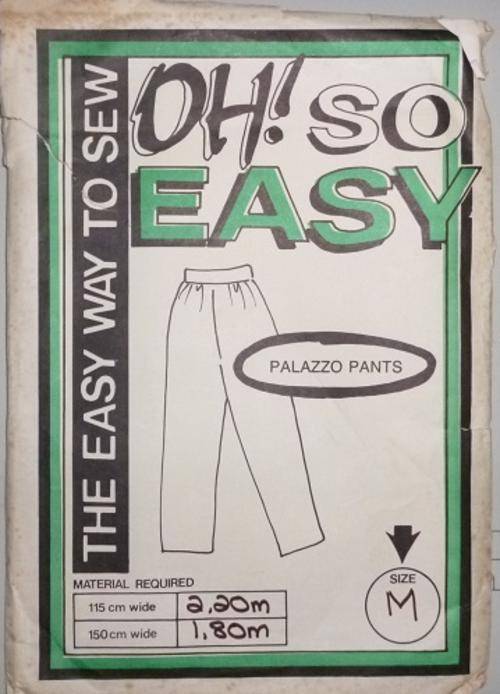 THE EASY WAY TO SEW
OH! SO
EASY
PALAZZO PANTS
MATERIAL REQUIRED
115 cm wide 2,20m
150 cm wide 1,80m
SIZE
M